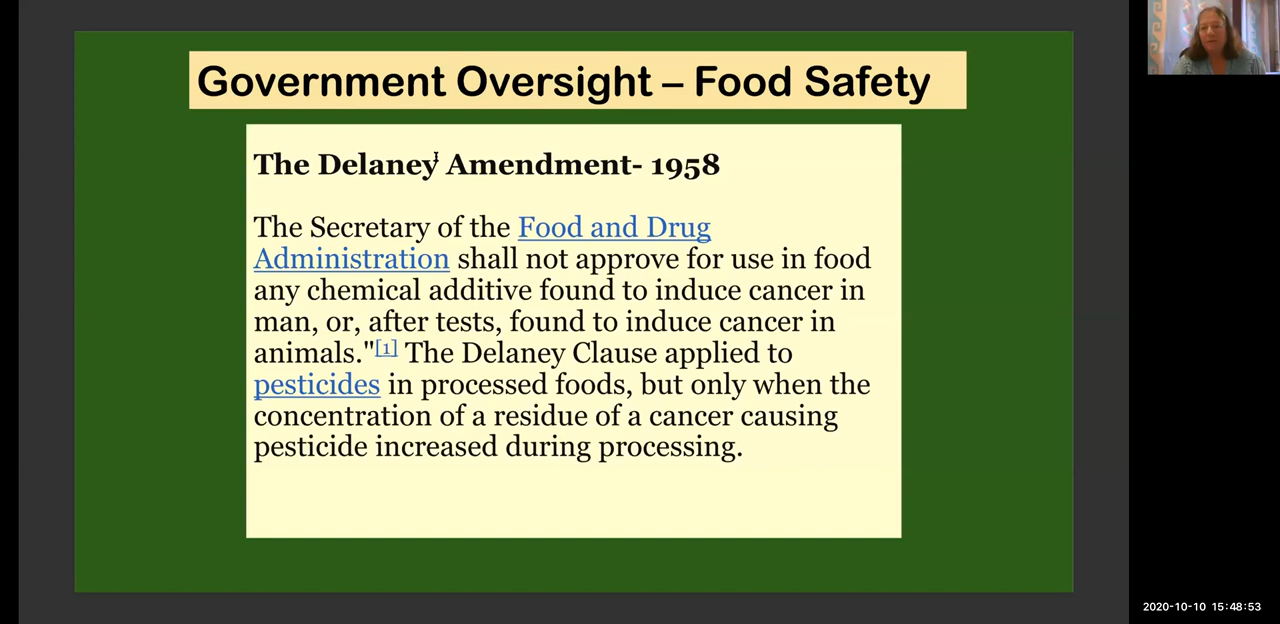 Government Oversight – Food Safety
The Delaney Amendment- 1958
The Secretary of the Food and Drug
Administration shall not approve for use in food
any chemical additive found to induce cancer in
man, or, after tests, found to induce cancer in
animals."[1] The Delaney Clause applied to
pesticides in processed foods, but only when the
concentration of a residue of a cancer causing
pesticide increased during processing.
2020-10-10 15:48:53